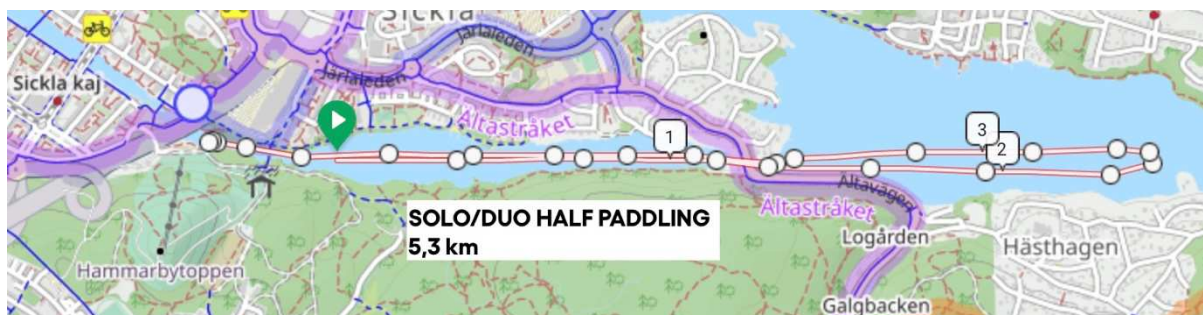 Sickla
Järlaleden
Sickla kaj
Järlaleden
Ältastråket
1
3
2
Ältavägen
Ältastråket
SOLO/DUO HALF PADDLING
5,3 km
Logården
Hästhagen
Hammarbytoppen
Galgbacken